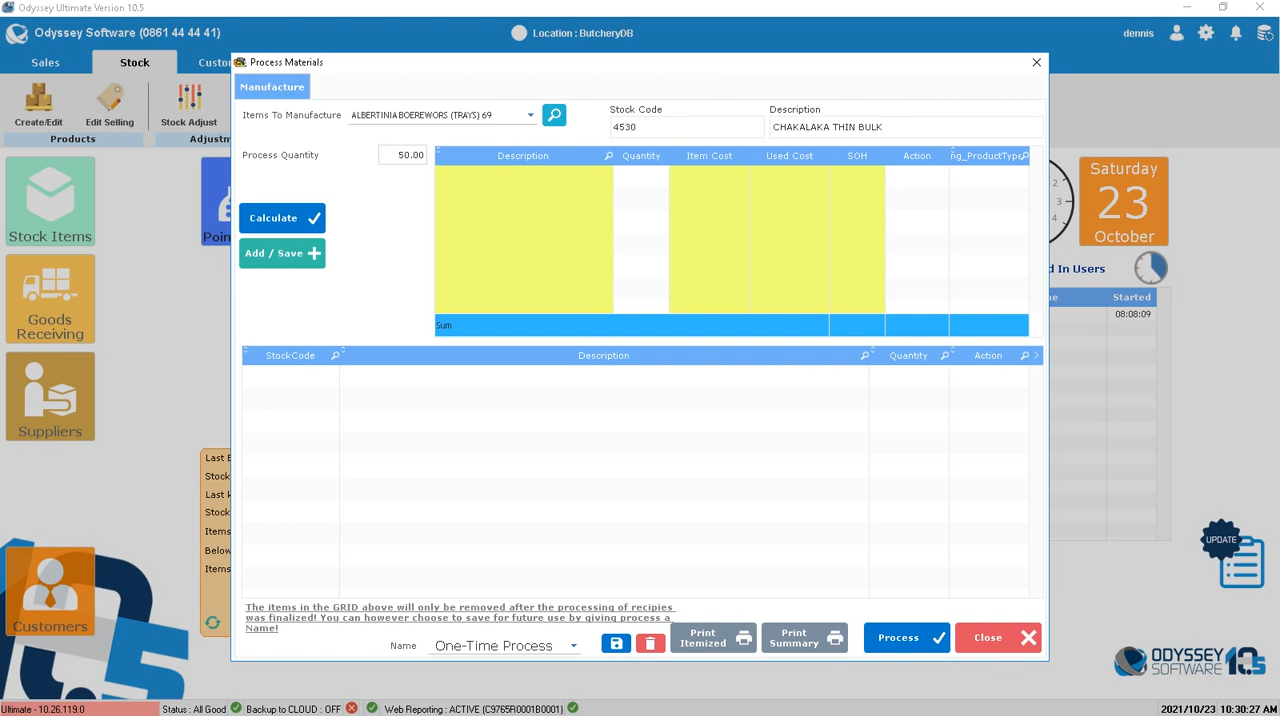 Odyssey Ultimate Version 10.5
Odyssey Software (0861 44 44 41)
Location : ButcheryDB
dennis
Sales
Stock
Custo
Create/Edit
Edit Selling
Stock Adjust
Products
Adjustm
Stock Items
Goods
Receiving
Suppliers
Customers
Poin
Last B
Stock
Last k
Stock
Items
Below
Items
Process Materials
Manufacture
Items To Manufacture
ALBERTINIA BOEREWORS (TRAYS) 69
Stock Code
Description
4530
CHAKALAKA THIN BULK
Process Quantity
50.00
Description
Quantity
Item Cost
Used Cost
SOH
Action
ng_ProductType
Calculate
Add / Save
Sum
StockCode
Description
Quantity
Action
The items in the GRID above will only be removed after the processing of recipies
was finalized! You can however choose to save for future use by giving process a
Name!
Name
One-Time Process
Print
Itemized
Print
Summary
Process
Close
2
3
4
Saturday
23
October
d In Users
me
Started
08:08:09
UPDATE
ODYSSEY
SOFTWARE
10.5
Ultimate - 10.26.119.0
Status : All Good
Backup to CLOUD : OFF
Web Reporting : ACTIVE (C9765R0001B0001)
2021/10/23 10:30:27 AM